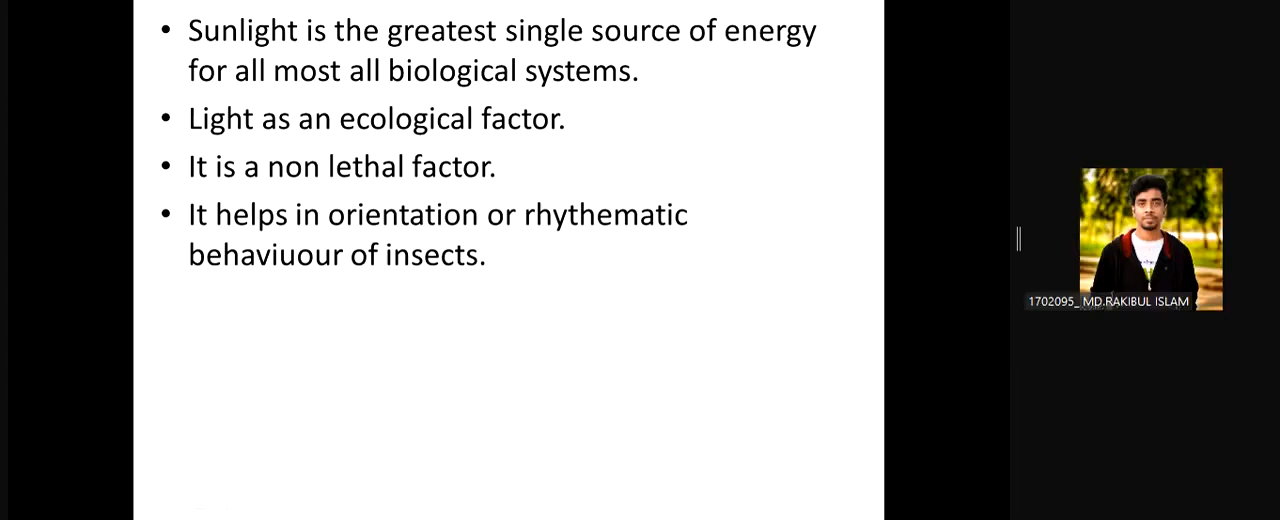 • Sunlight is the greatest single source of energy
for all most all biological systems.
• Light as an ecological factor.
• It is a non lethal factor.
• It helps in orientation or rhythematic
behaviuour of insects.
1702095_ MD.RAKIBUL ISLAM